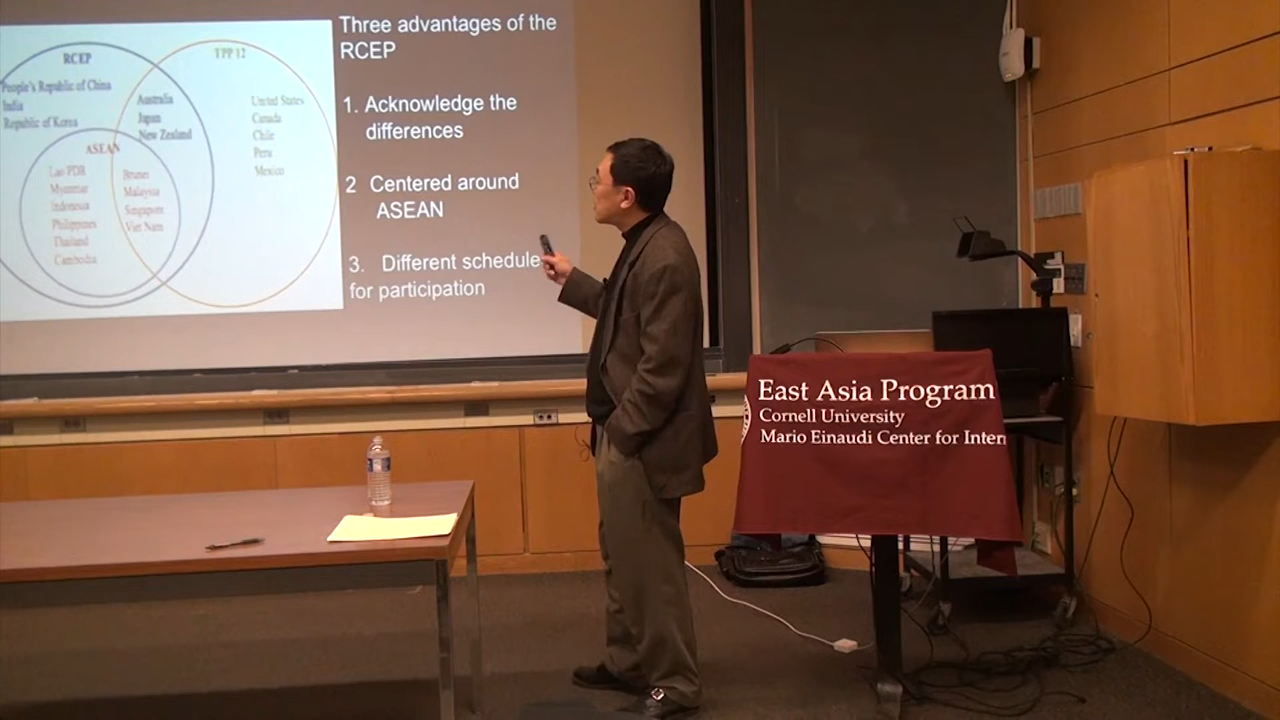 RCEP
TPP 12
People's Republic of China
India
Republic of Korea
Australia
Japan
New Zealand
United States
Canada
Chile
Peru
Mexico
ASEAN
Lao PDR
Myanmar
Indonesia
Philippines
Thailand
Cambodia
Brunei
Malaysia
Singapore
Viet Nam
Three advantages of the
RCEP
1. Acknowledge the
differences
2 Centered around
ASEAN
3. Different schedule
for participation
East Asia Program
Cornell University
Mario Einaudi Center for Inter